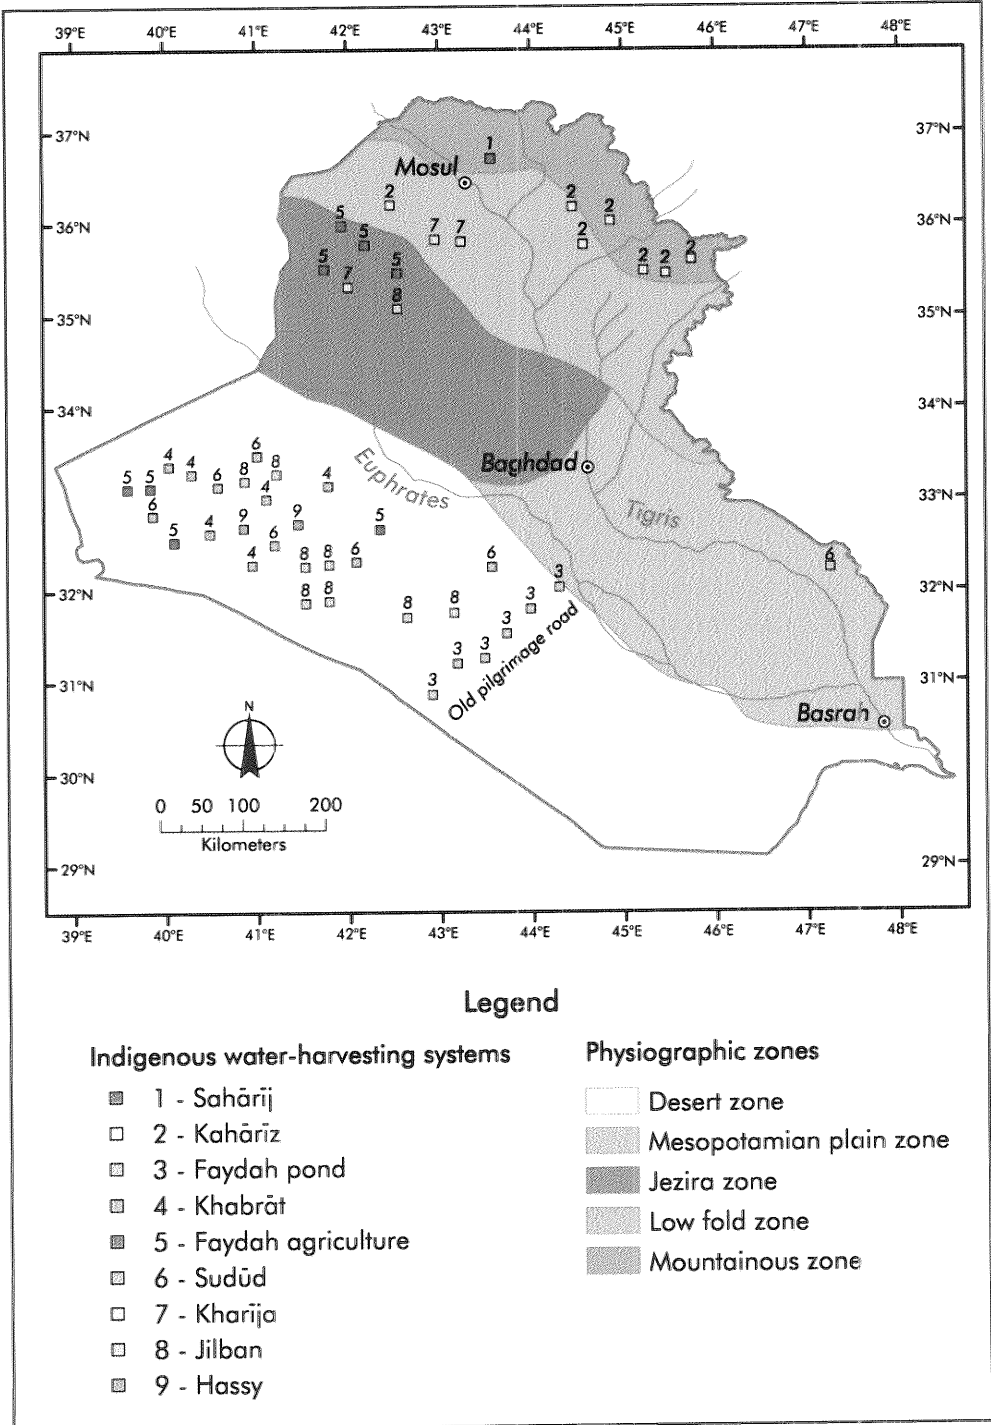 39°E 40°E 41°E 42°E 43°E 44°E 45°E 46°E 47°E 48°E
37°N 37°N
1
Mosul
2 2 2
36°N 36°N
5 7 7 2
5 2 2 2
5 5
7
8
35°N 35°N
34°N 34°N
6
4 4 8 8
5 5 6 4 4
Euphrates
Baghdad
33°N 33°N
6 9 9 5
Tigris
5 4 6
4 8 8 6 6 6
32°N 32°N
8 8 8 8 3
3
3
3 3
3
Old pilgrimage road
31°N 31°N
Basrah
N
30°N 30°N
0 50 100 200
Kilometers
29°N 29°N
39°E 40°E 41°E 42°E 43°E 44°E 45°E 46°E 47°E 48°E
Legend
Indigenous water-harvesting systems
1 - Sahārīj
2 - Kahārīz
3 - Faydah pond
4 - Khabrāt
5 - Faydah agriculture
6 - Sudūd
7 - Kharīja
8 - Jilban
9 - Hassy
Physiographic zones
Desert zone
Mesopotamian plain zone
Jezira zone
Low fold zone
Mountainous zone